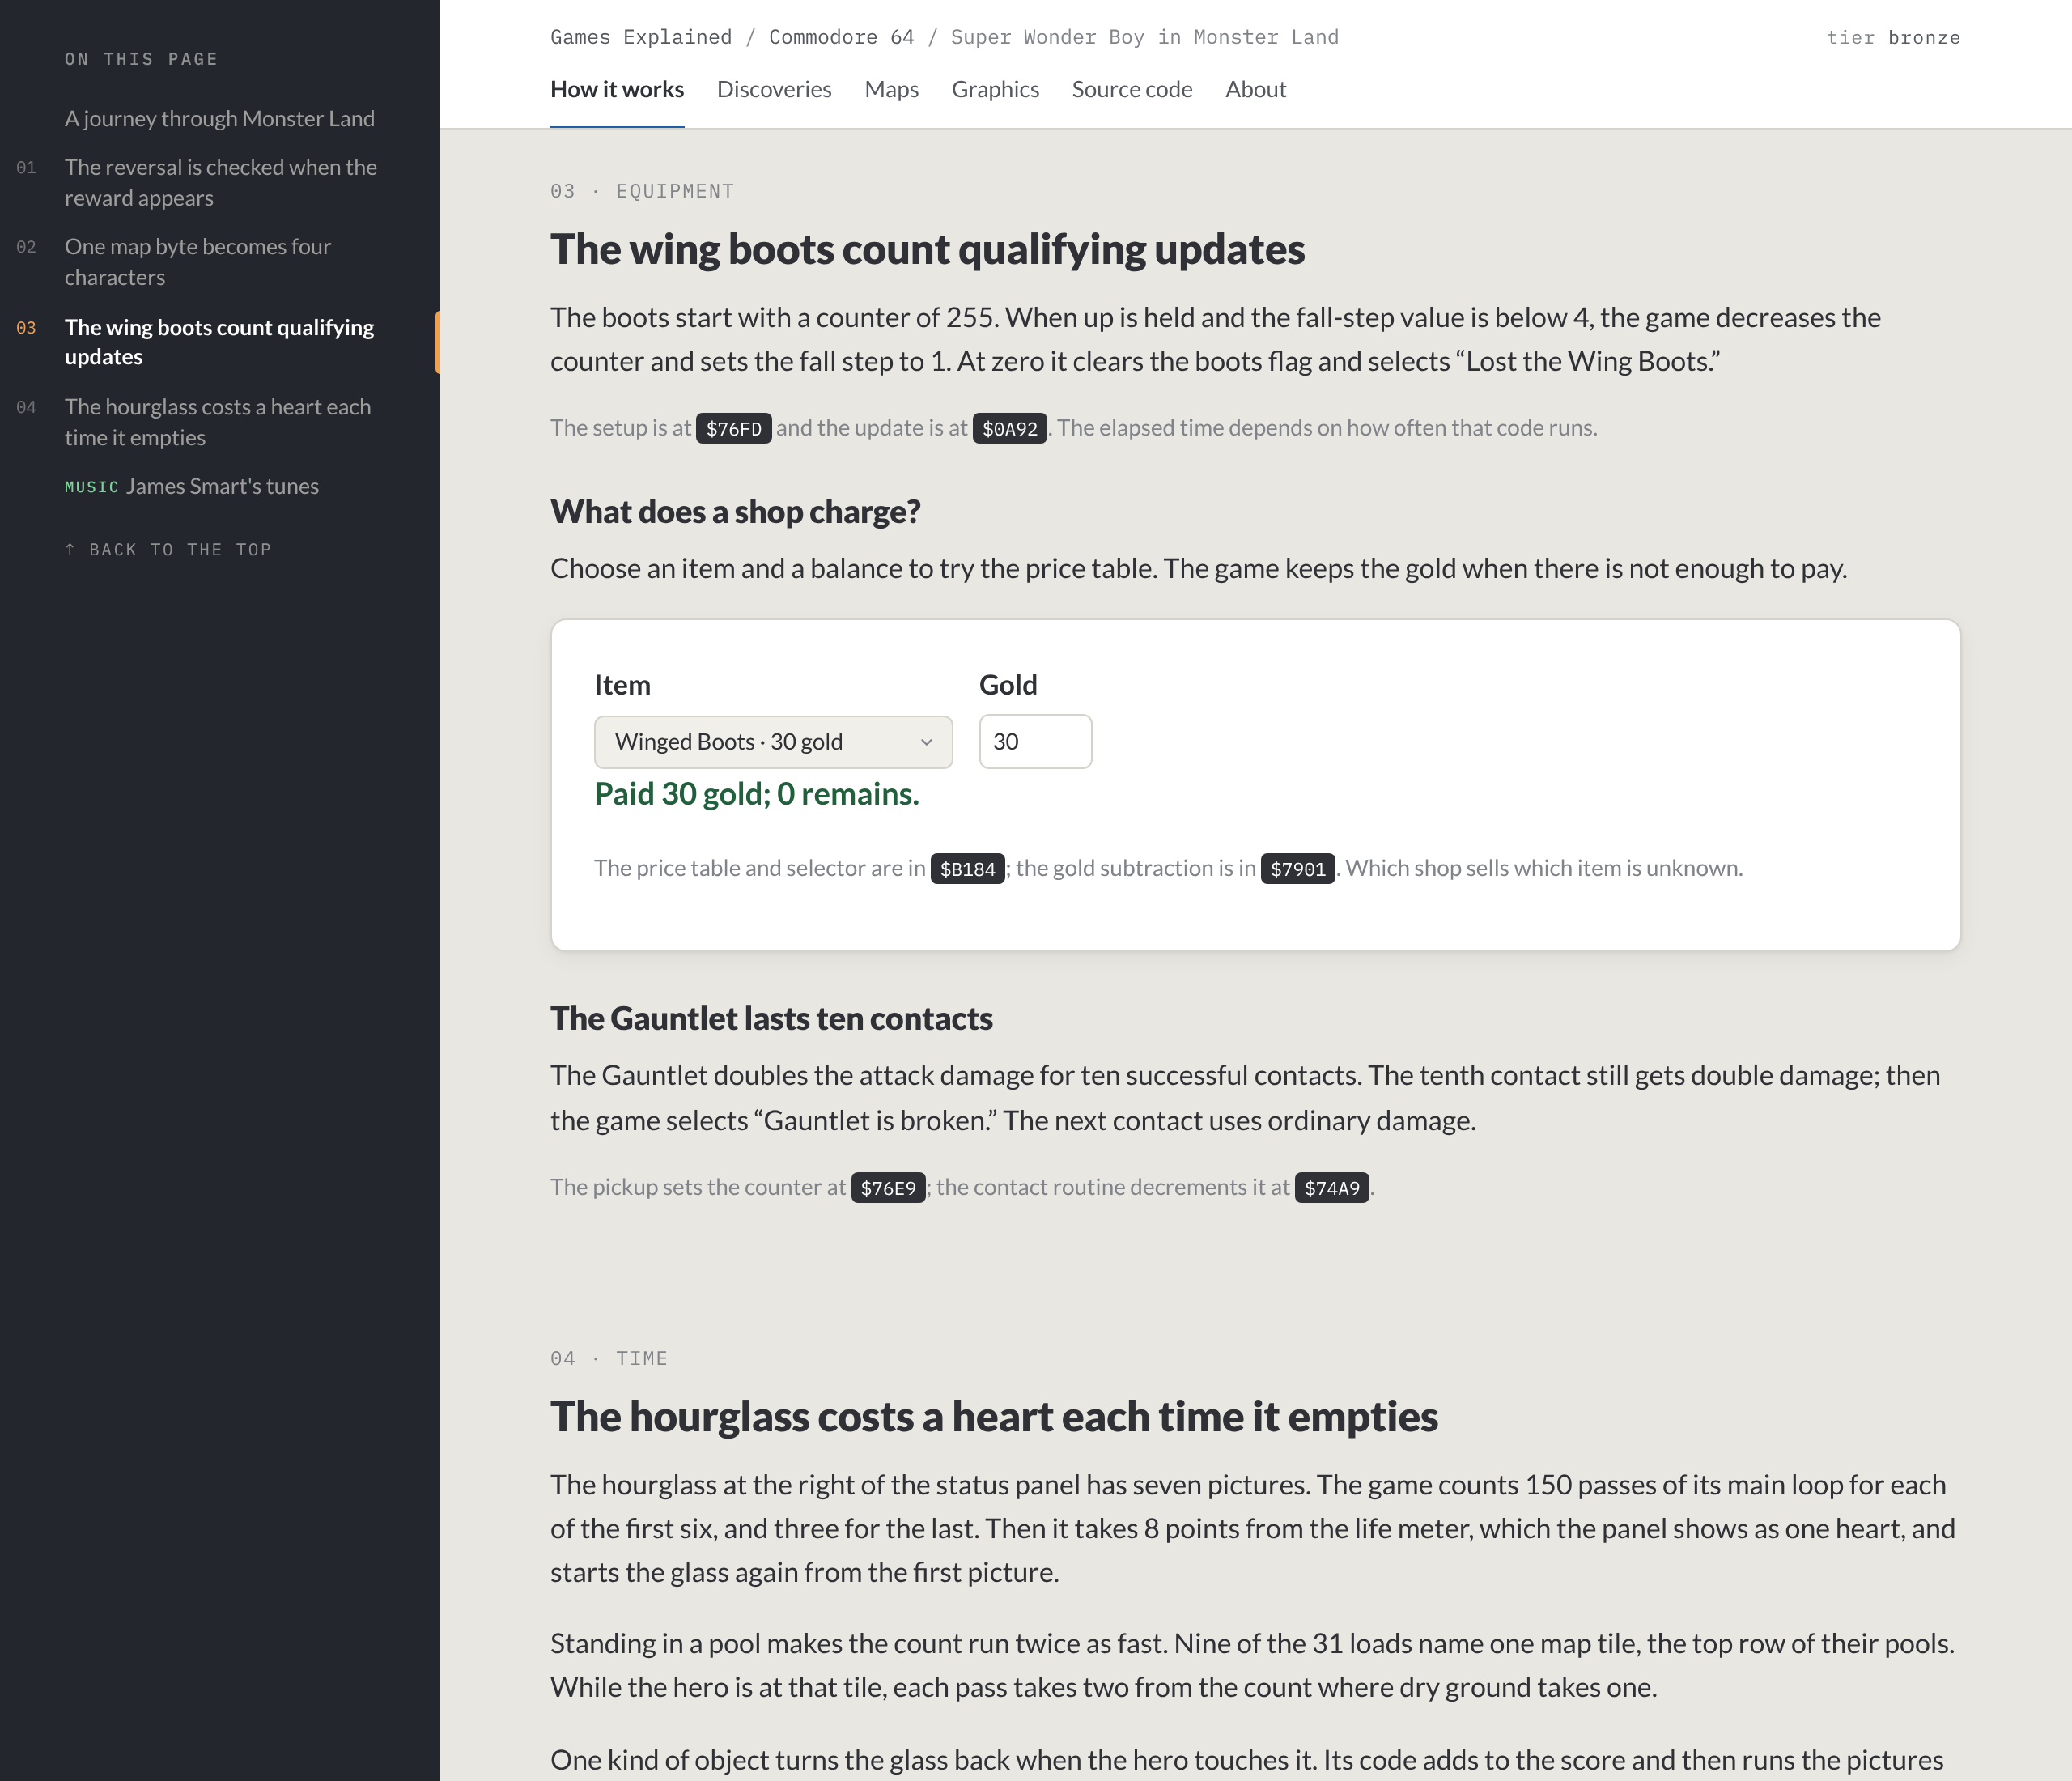 ON THIS PAGE
A journey through Monster Land
01 The reversal is checked when the
reward appears
02 One map byte becomes four
characters
03 The wing boots count qualifying
updates
04 The hourglass costs a heart each
time it empties
MUSIC James Smart's tunes
↑ BACK TO THE TOP
Games Explained / Commodore 64 / Super Wonder Boy in Monster Land
tier bronze
How it works Discoveries Maps Graphics Source code About
03 · EQUIPMENT
The wing boots count qualifying updates
The boots start with a counter of 255. When up is held and the fall-step value is below 4, the game decreases the
counter and sets the fall step to 1. At zero it clears the boots flag and selects “Lost the Wing Boots.”
The setup is at $76FD and the update is at $0A92. The elapsed time depends on how often that code runs.
What does a shop charge?
Choose an item and a balance to try the price table. The game keeps the gold when there is not enough to pay.
Item Gold
Winged Boots · 30 gold 30
Paid 30 gold; 0 remains.
The price table and selector are in $B184; the gold subtraction is in $7901. Which shop sells which item is unknown.
The Gauntlet lasts ten contacts
The Gauntlet doubles the attack damage for ten successful contacts. The tenth contact still gets double damage; then
the game selects “Gauntlet is broken.” The next contact uses ordinary damage.
The pickup sets the counter at $76E9; the contact routine decrements it at $74A9.
04 · TIME
The hourglass costs a heart each time it empties
The hourglass at the right of the status panel has seven pictures. The game counts 150 passes of its main loop for each
of the first six, and three for the last. Then it takes 8 points from the life meter, which the panel shows as one heart, and
starts the glass again from the first picture.
Standing in a pool makes the count run twice as fast. Nine of the 31 loads name one map tile, the top row of their pools.
While the hero is at that tile, each pass takes two from the count where dry ground takes one.
One kind of object turns the glass back when the hero touches it. Its code adds to the score and then runs the pictures